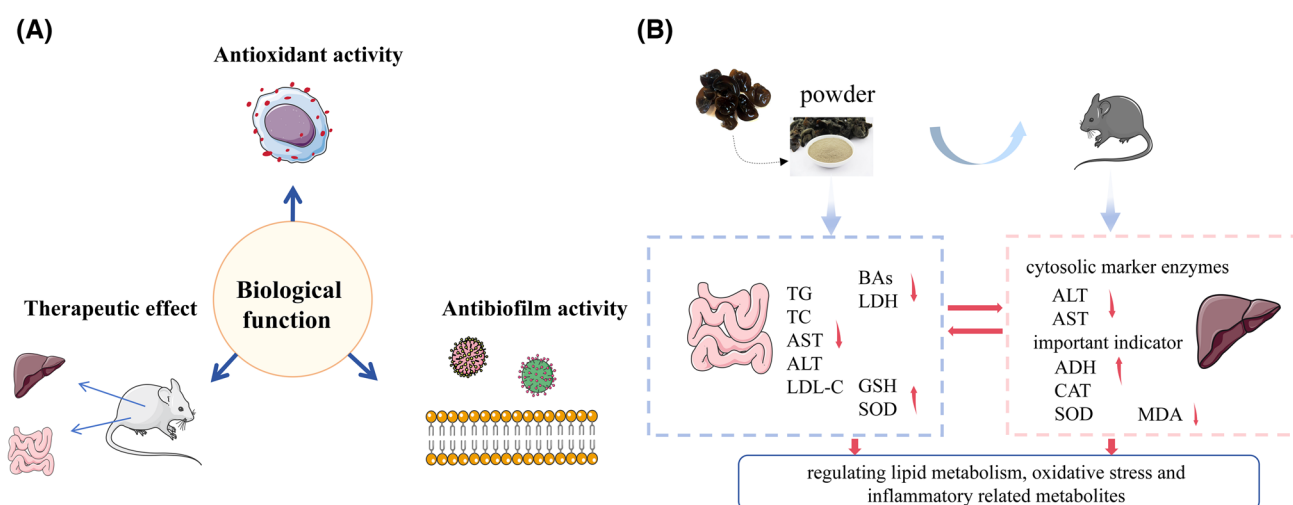 (A)
Antioxidant activity
Biological
function
Therapeutic effect
Antibiofilm activity
(B)
powder
TG
TC
AST
ALT
LDL-C
BAs
LDH
GSH
SOD
cytosolic marker enzymes
ALT
AST
important indicator
ADH
CAT
SOD
MDA
regulating lipid metabolism, oxidative stress and
inflammatory related metabolites